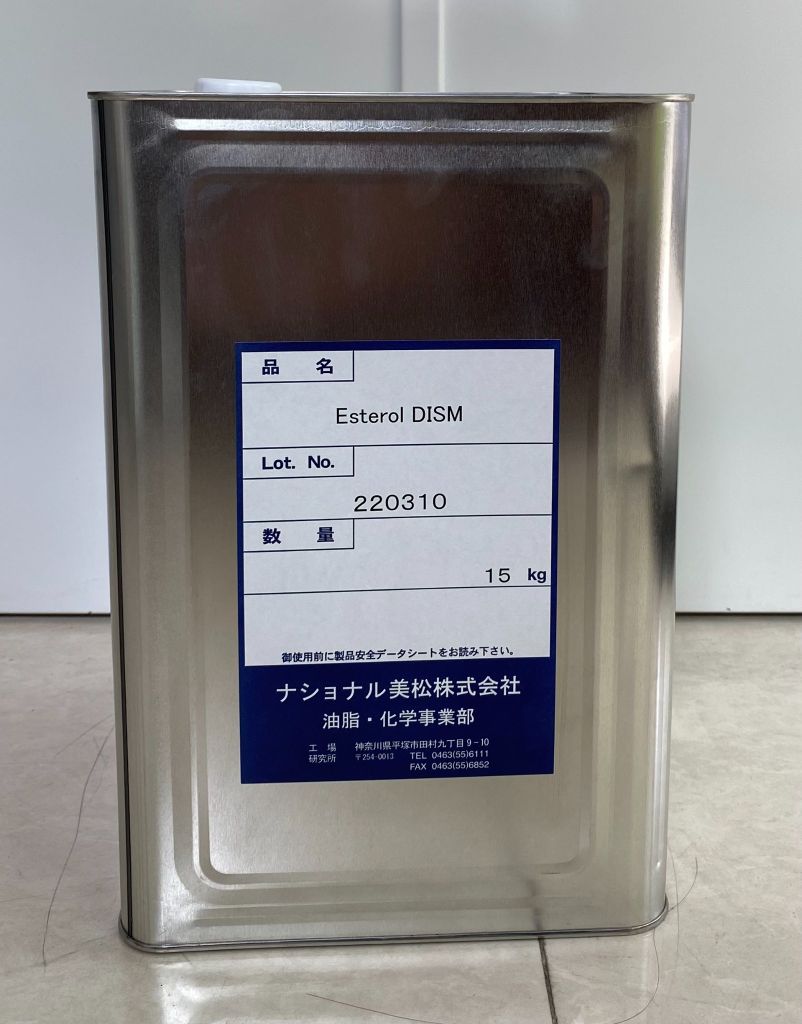 品 名
Esterol DISM
Lot. No.
220310
数 量
15 kg
御使用前に製品安全データシートをお読み下さい。
ナショナル美松株式会社
油脂・化学事業部
工 場 神奈川県平塚市田村九丁目9-10
研究所 〒254-0013 TEL 0463(55)6111
FAX 0463(55)6852